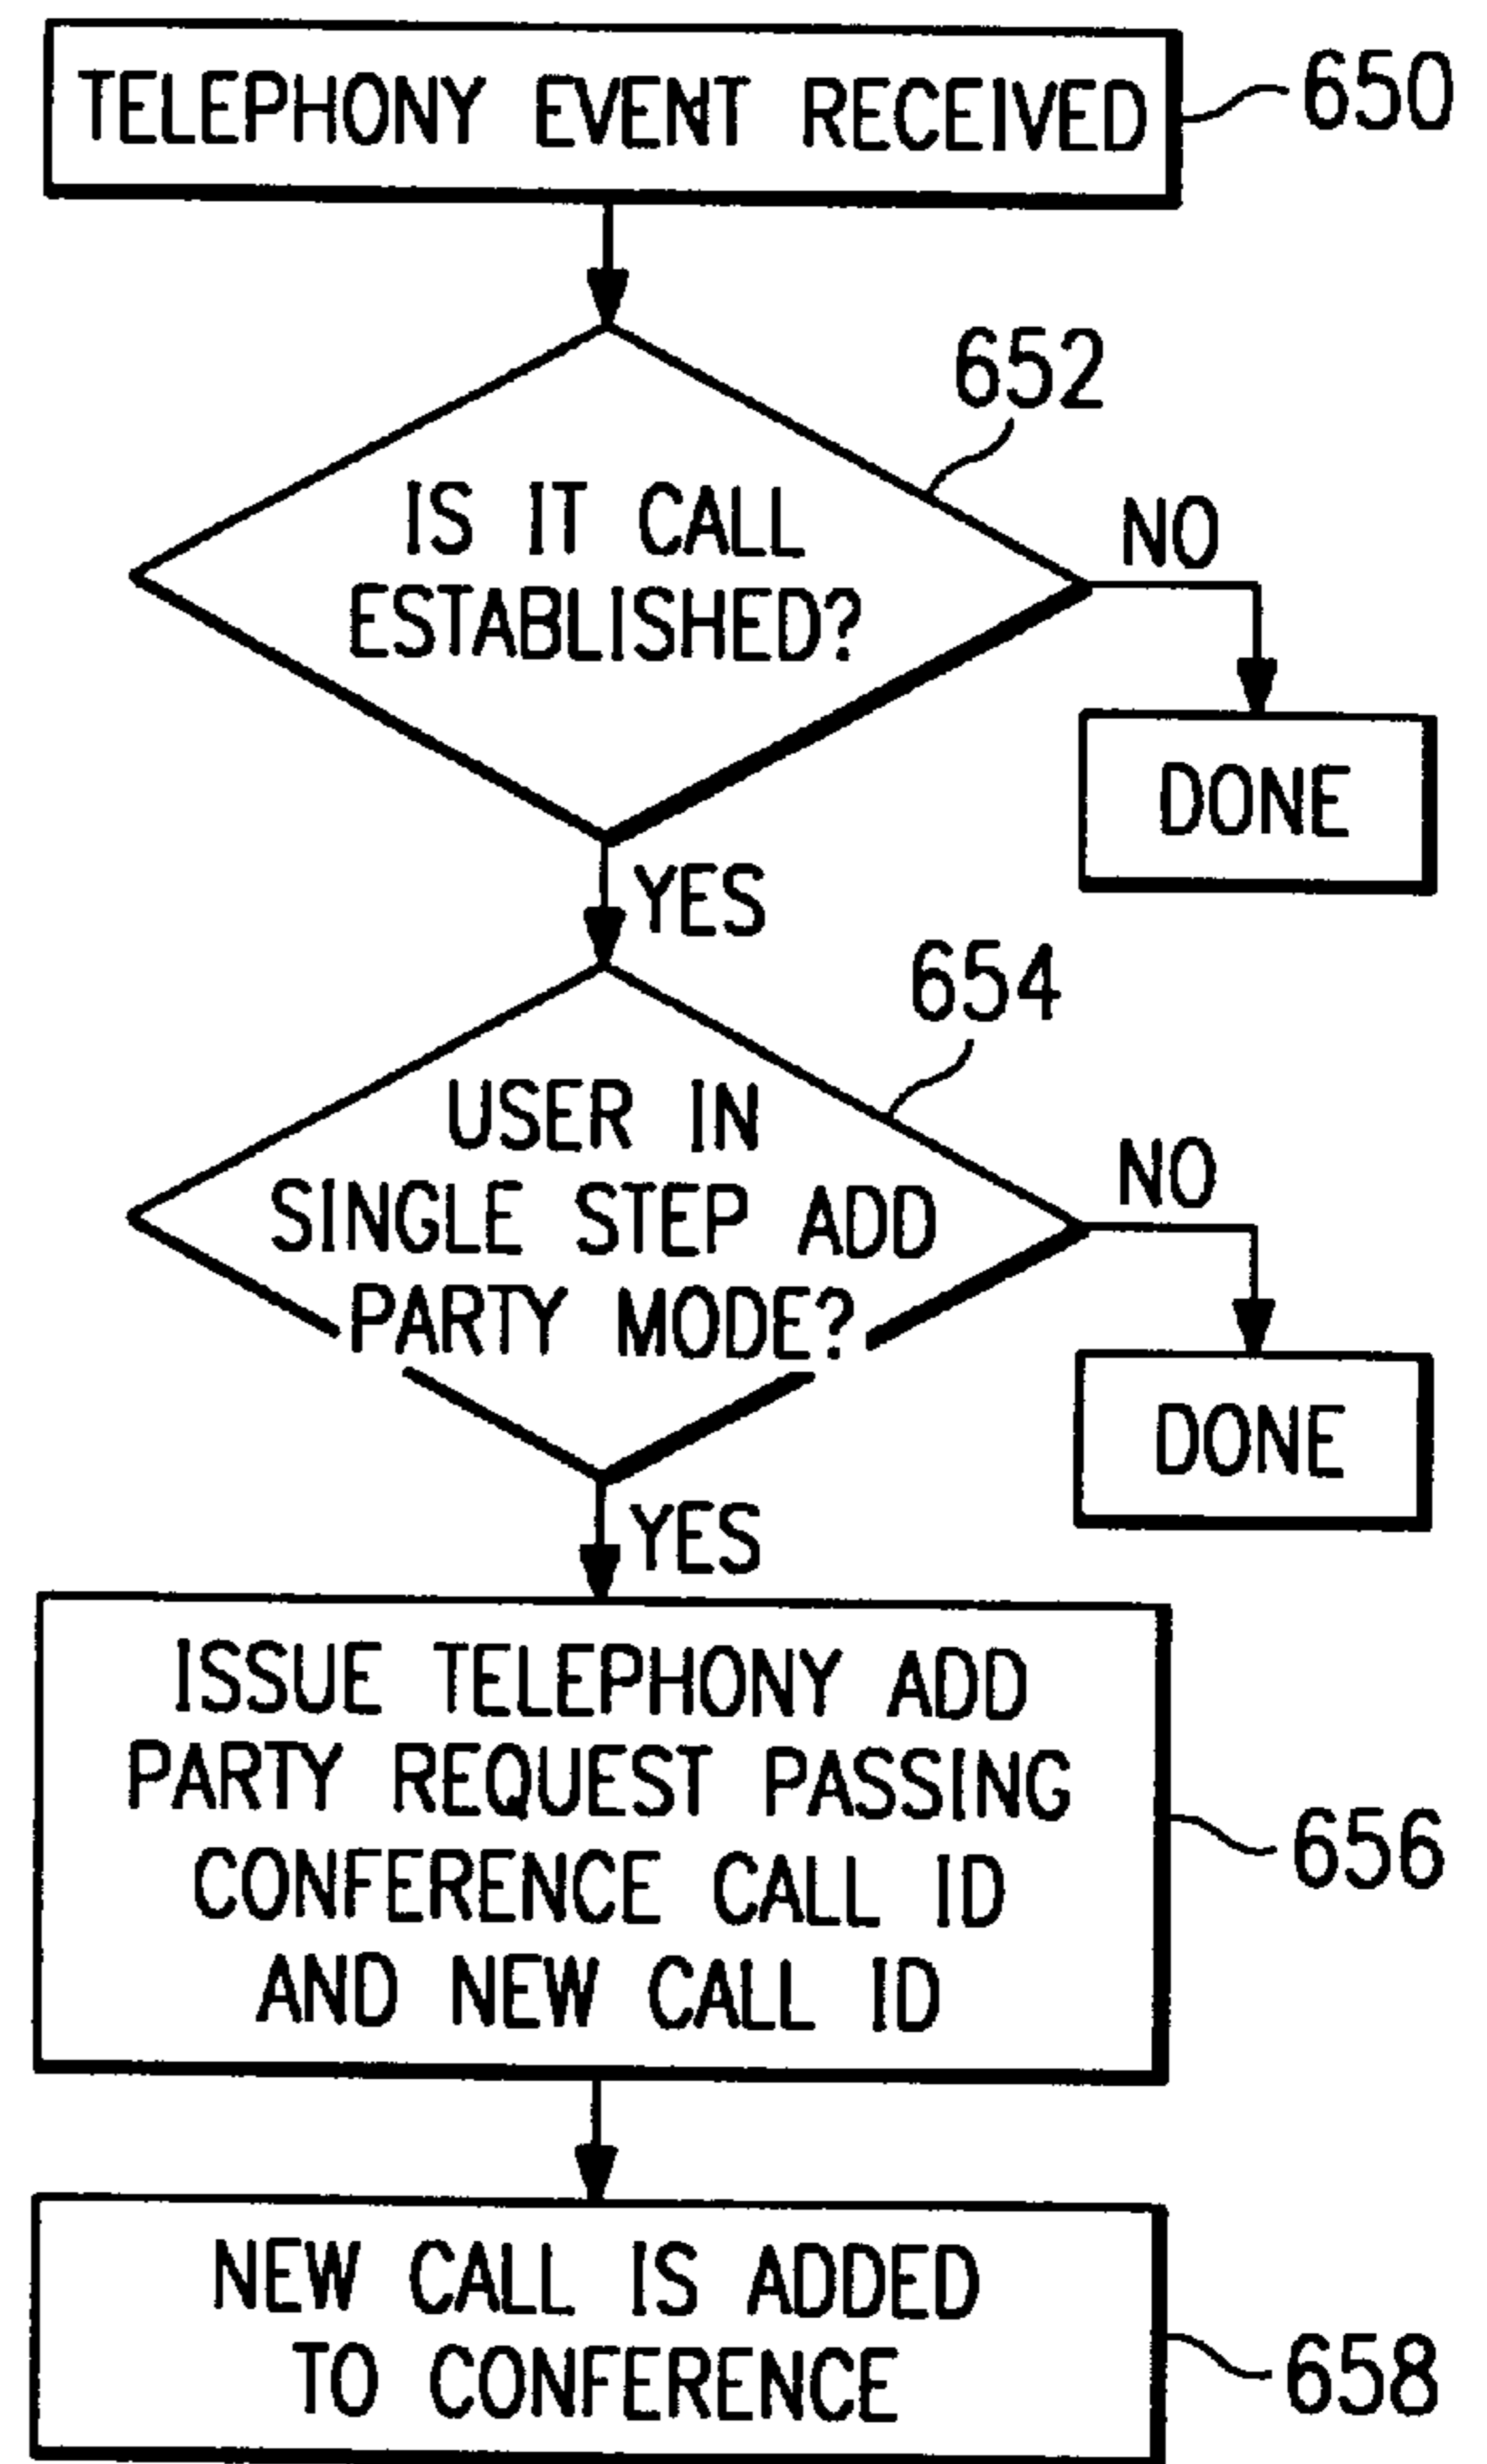 TELEPHONY EVENT RECEIVED
650
652
IS IT CALL
ESTABLISHED?
NO
DONE
YES
654
USER IN
SINGLE STEP ADD
PARTY MODE?
NO
DONE
YES
ISSUE TELEPHONY ADD
PARTY REQUEST PASSING
CONFERENCE CALL ID
AND NEW CALL ID
656
NEW CALL IS ADDED
TO CONFERENCE
658